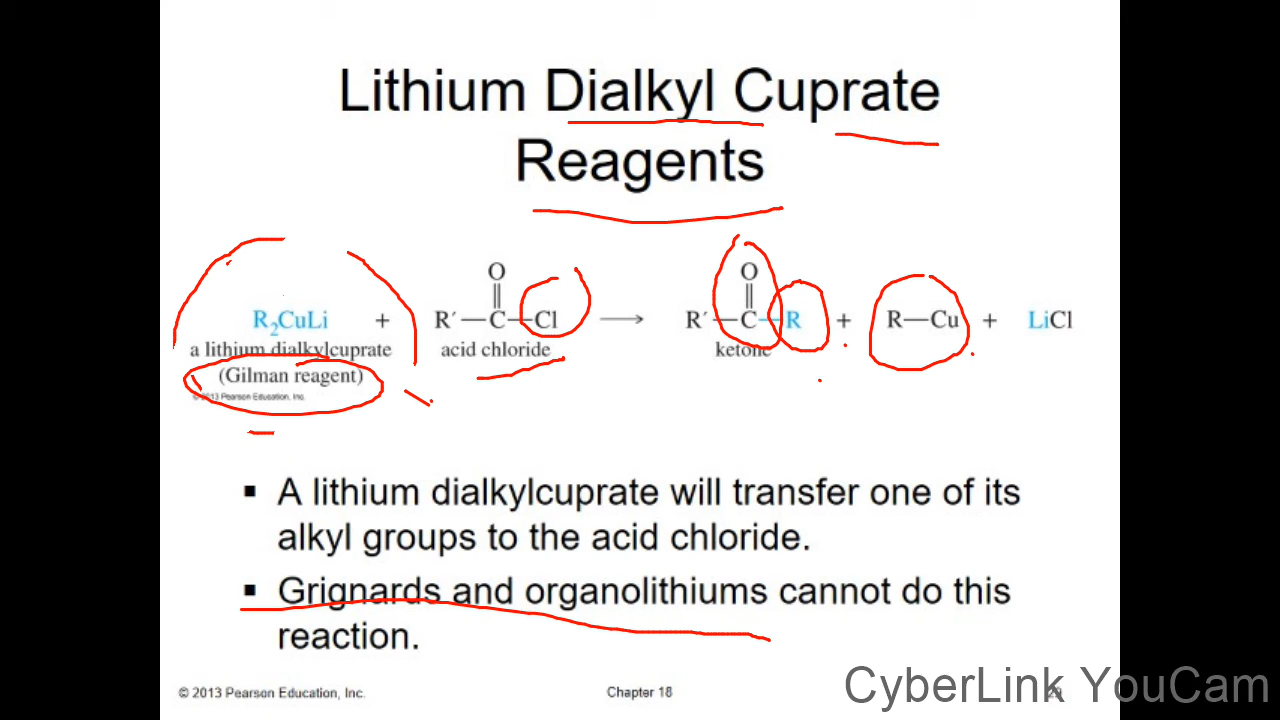 Lithium Dialkyl Cuprate
Reagents
R₂CuLi + R′—C(=O)—Cl ⟶ R′—C(=O)—R + R—Cu + LiCl
a lithium dialkylcuprate acid chloride ketone
(Gilman reagent)
© 2013 Pearson Education, Inc.
▪ A lithium dialkylcuprate will transfer one of its
alkyl groups to the acid chloride.
▪ Grignards and organolithiums cannot do this
reaction.
© 2013 Pearson Education, Inc. Chapter 18
CyberLink YouCam